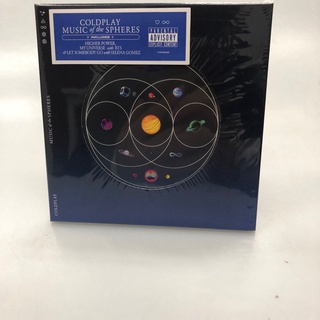 COLDPLAY
MUSIC of the SPHERES
INCLUDES
HIGHER POWER,
MY UNIVERSE with BTS
& LET SOMEBODY GO with SELENA GOMEZ
PARENTAL
ADVISORY
EXPLICIT CONTENT
MUSIC of the SPHERES
COLDPLAY